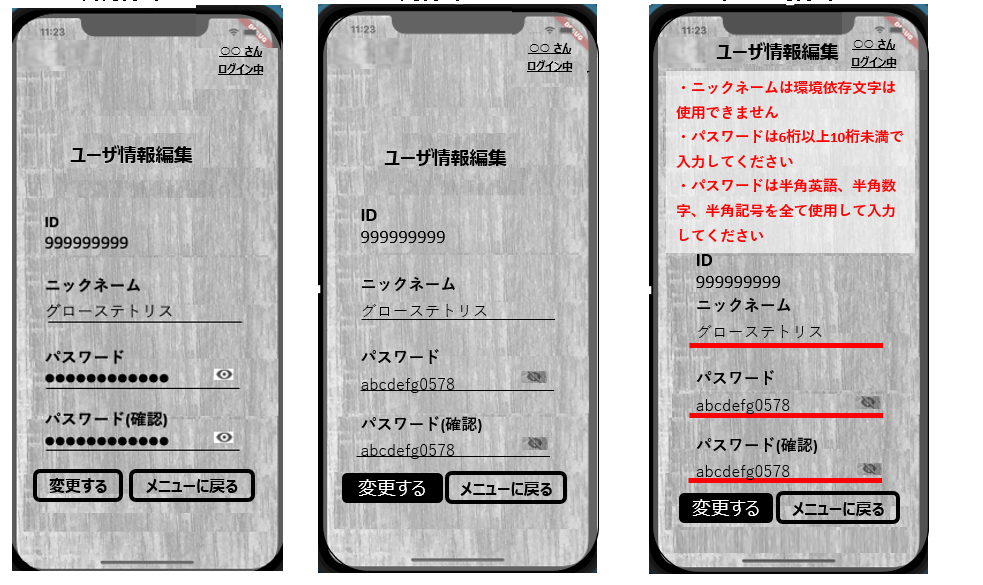 11:23
○○ さん
ログイン中
ユーザ情報編集
ID
999999999
ニックネーム
グローステトリス
パスワード
●●●●●●●●●●●●
パスワード(確認)
●●●●●●●●●●●●
変更する
メニューに戻る
11:23
○○ さん
ログイン中
ユーザ情報編集
ID
999999999
ニックネーム
グローステトリス
パスワード
abcdefg0578
パスワード(確認)
abcdefg0578
変更する
メニューに戻る
11:23
○○ さん
ログイン中
ユーザ情報編集
・ニックネームは環境依存文字は
使用できません
・パスワードは6桁以上10桁未満で
入力してください
・パスワードは半角英語、半角数
字、半角記号を全て使用して入力
してください
ID
999999999
ニックネーム
グローステトリス
パスワード
abcdefg0578
パスワード(確認)
abcdefg0578
変更する
メニューに戻る